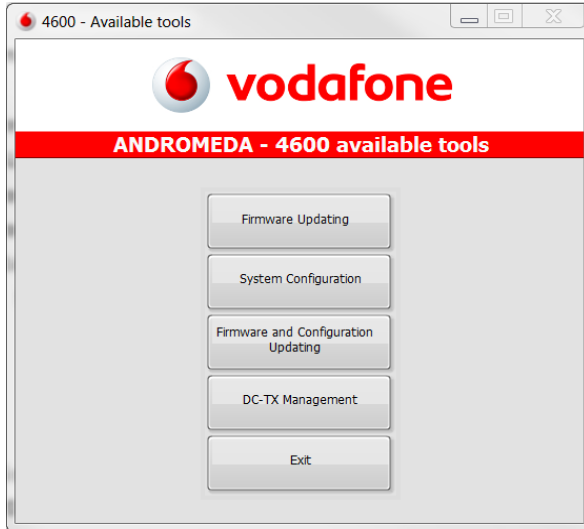 4600 - Available tools
vodafone
ANDROMEDA - 4600 available tools
Firmware Updating
System Configuration
Firmware and Configuration
Updating
DC-TX Management
Exit